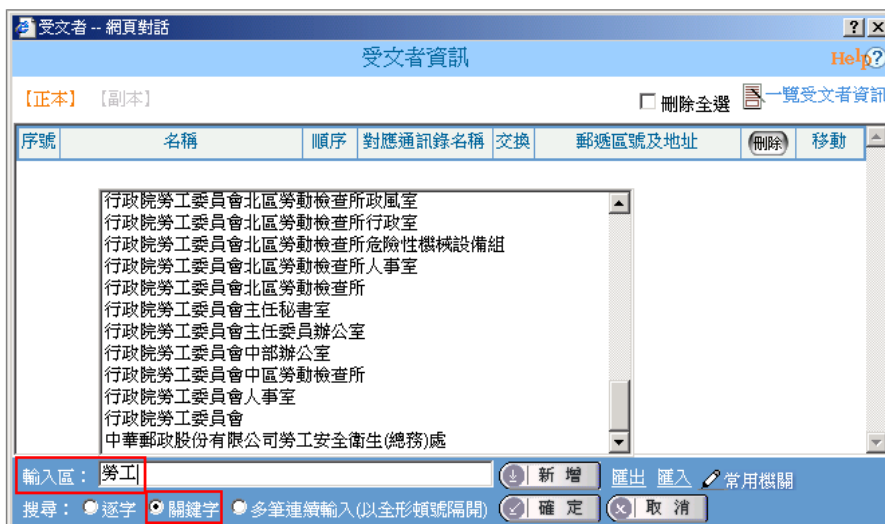 受文者 -- 網頁對話
受文者資訊
Help?
【正本】 【副本】 刪除全選 一覽受文者資訊
序號 名稱 順序 對應通訊錄名稱 交換 郵遞區號及地址 刪除 移動
行政院勞工委員會北區勞動檢查所政風室
行政院勞工委員會北區勞動檢查所行政室
行政院勞工委員會北區勞動檢查所危險性機械設備組
行政院勞工委員會北區勞動檢查所人事室
行政院勞工委員會北區勞動檢查所
行政院勞工委員會主任秘書室
行政院勞工委員會主任委員辦公室
行政院勞工委員會中部辦公室
行政院勞工委員會中區勞動檢查所
行政院勞工委員會人事室
行政院勞工委員會
中華郵政股份有限公司勞工安全衛生(總務)處
輸入區： 勞工 新 增 匯出 匯入 常用機關
搜尋： 逐字 關鍵字 多筆連續輸入(以全形頓號隔開) 確 定 取 消